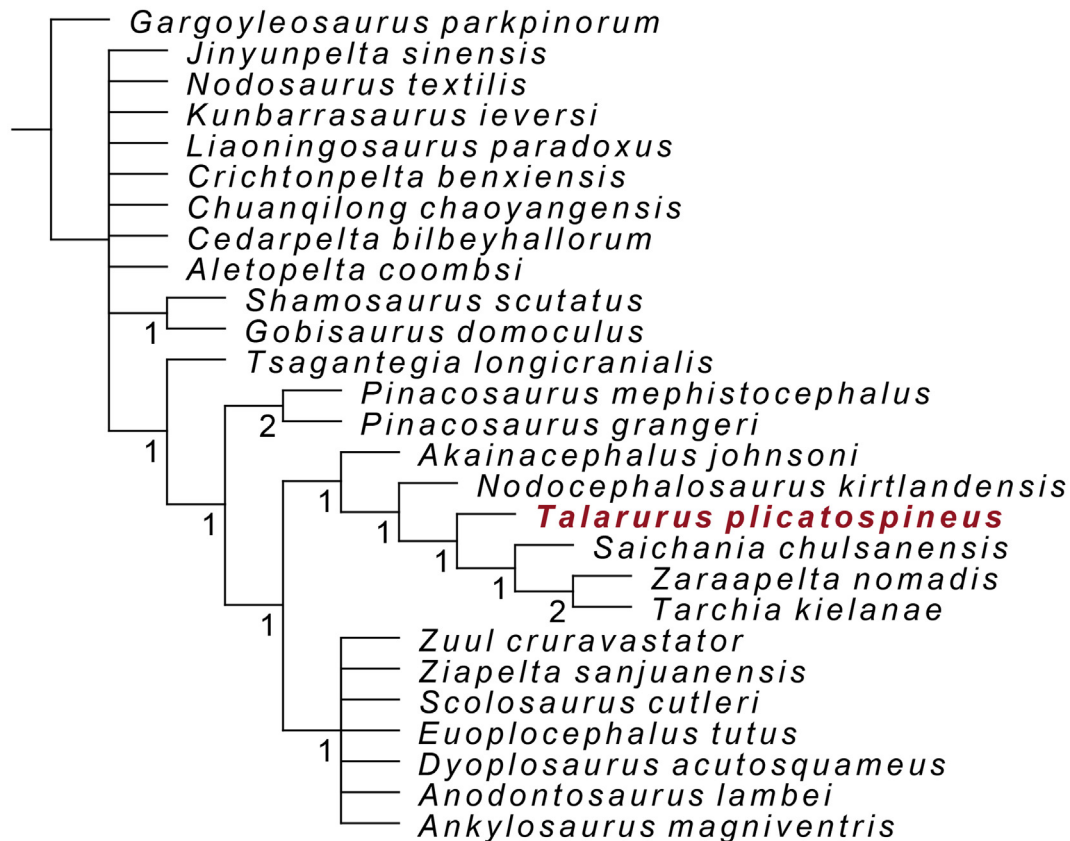 Gargoyleosaurus parkpinorum
Jinyunpelta sinensis
Nodosaurus textilis
Kunbarrasaurus ieversi
Liaoningosaurus paradoxus
Crichtonpelta benxiensis
Chuanqilong chaoyangensis
Cedarpelta bilbeyhallorum
Aletopelta coombsi
Shamosaurus scutatus
1 Gobisaurus domoculus
Tsagantegia longicranialis
Pinacosaurus mephistocephalus
2 Pinacosaurus grangeri
1 Akainacephalus johnsoni
1 Nodocephalosaurus kirtlandensis
1 1 Talarurus plicatospineus
1 Saichania chulsanensis
1 Zaraapelta nomadis
2 Tarchia kielanae
1 Zuul cruravastator
Ziapelta sanjuanensis
Scolosaurus cutleri
Euoplocephalus tutus
1 Dyoplosaurus acutosquameus
Anodontosaurus lambei
Ankylosaurus magniventris